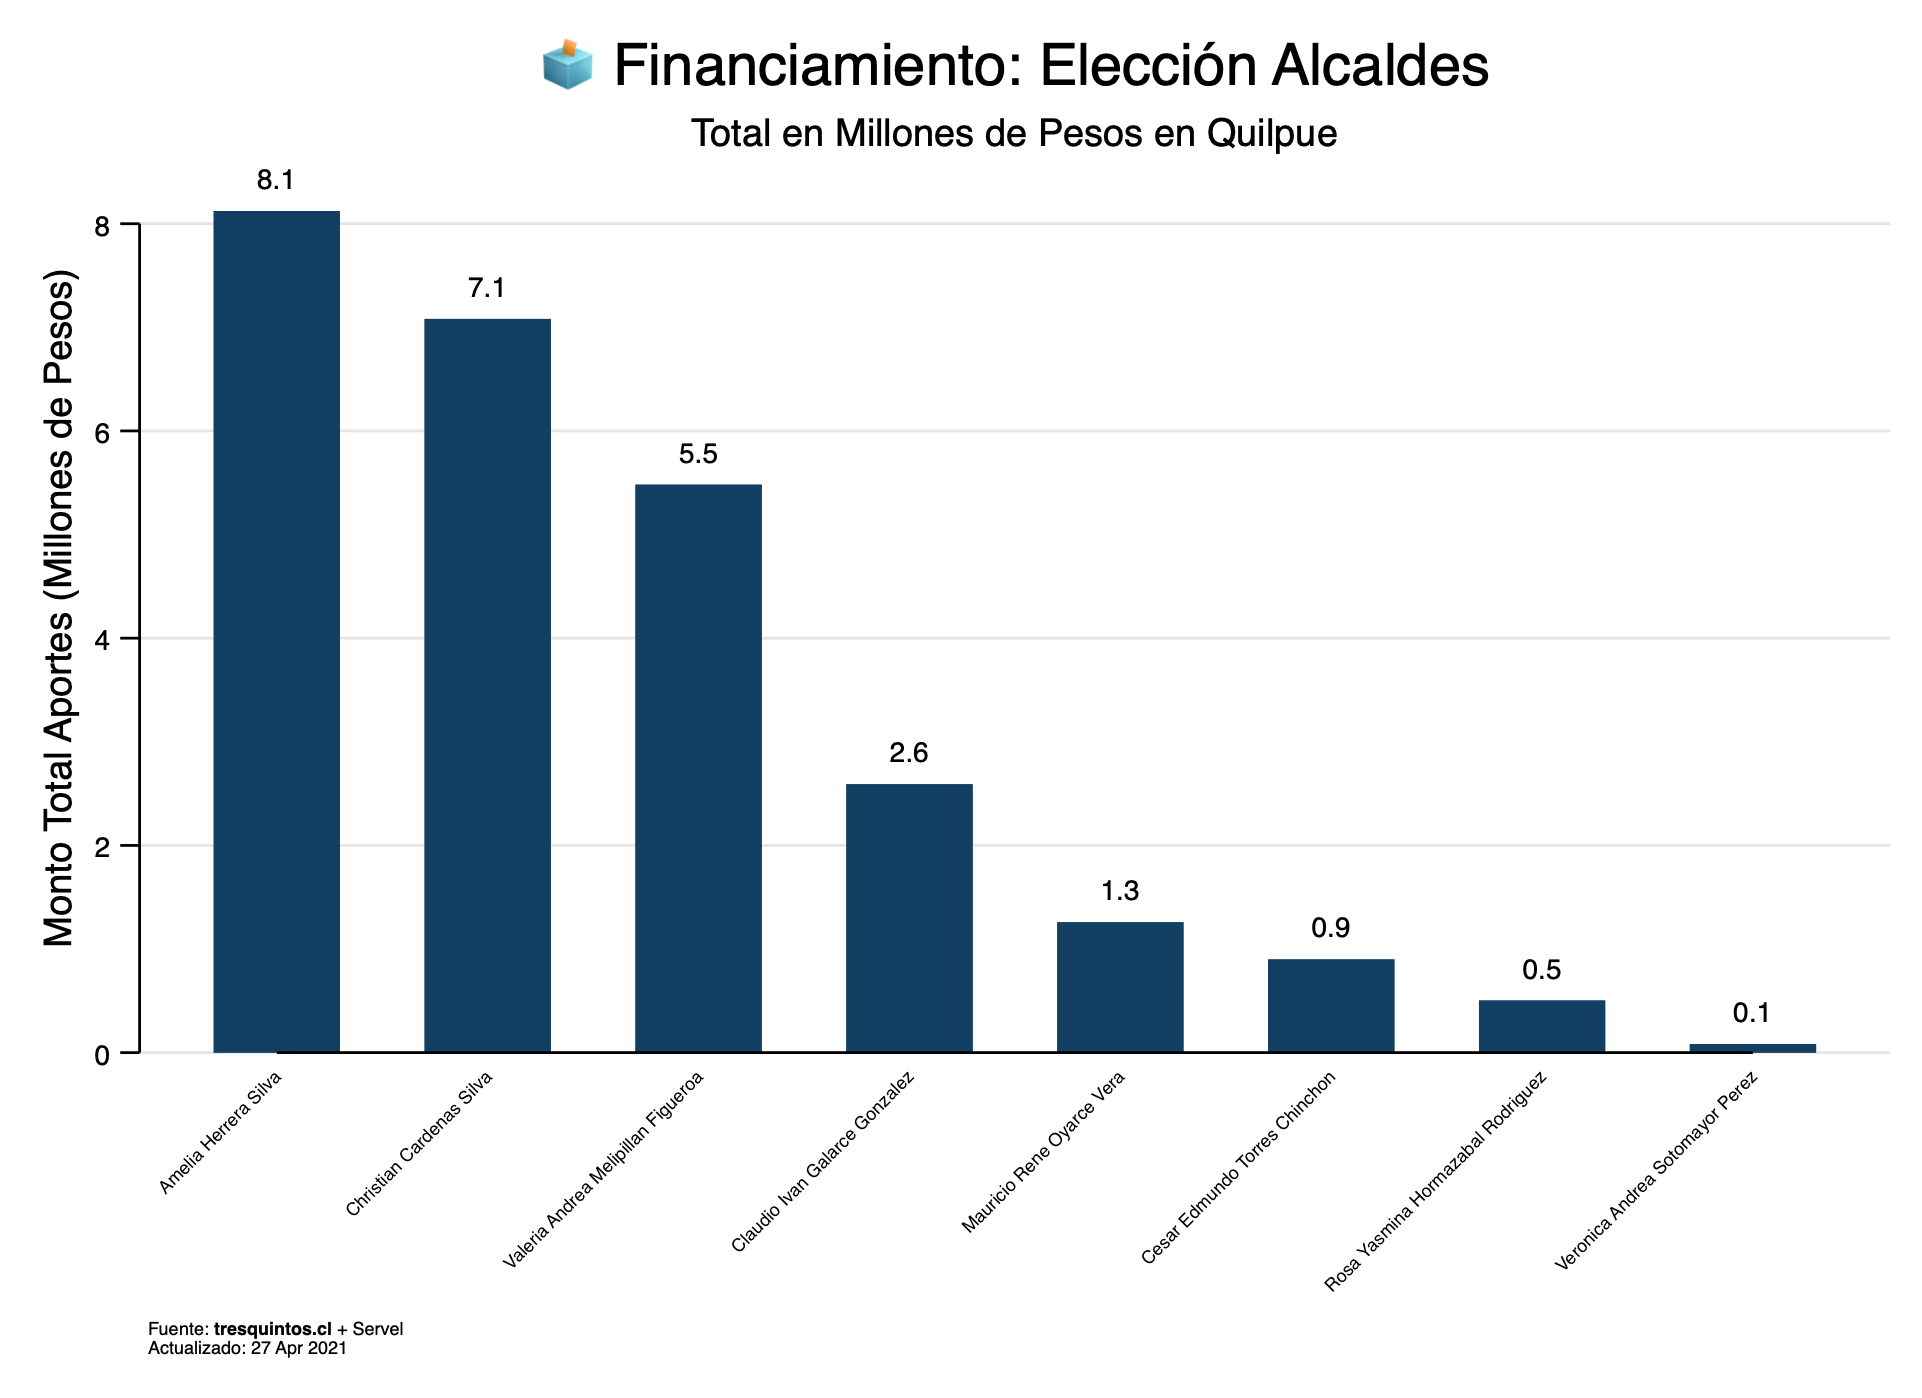 Financiamiento: Elección Alcaldes
Total en Millones de Pesos en Quilpue
Monto Total Aportes (Millones de Pesos)
8
6
4
2
0
8.1
7.1
5.5
2.6
1.3
0.9
0.5
0.1
Amelia Herrera Silva
Christian Cardenas Silva
Valeria Andrea Melipillan Figueroa
Claudio Ivan Galarce Gonzalez
Mauricio Rene Oyarce Vera
Cesar Edmundo Torres Chinchon
Rosa Yasmina Hormazabal Rodriguez
Veronica Andrea Sotomayor Perez
Fuente: tresquintos.cl + Servel
Actualizado: 27 Apr 2021